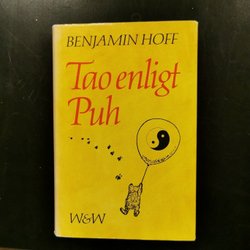 BENJAMIN HOFF
Tao enligt
Puh
W&W